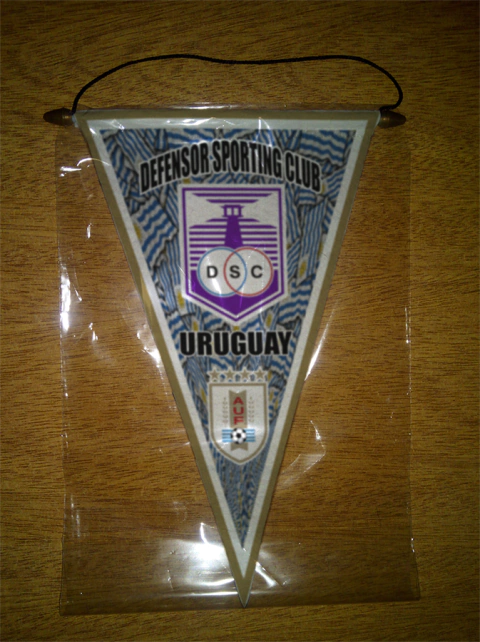 DEFENSOR SPORTING CLUB
DSC
URUGUAY
AUF